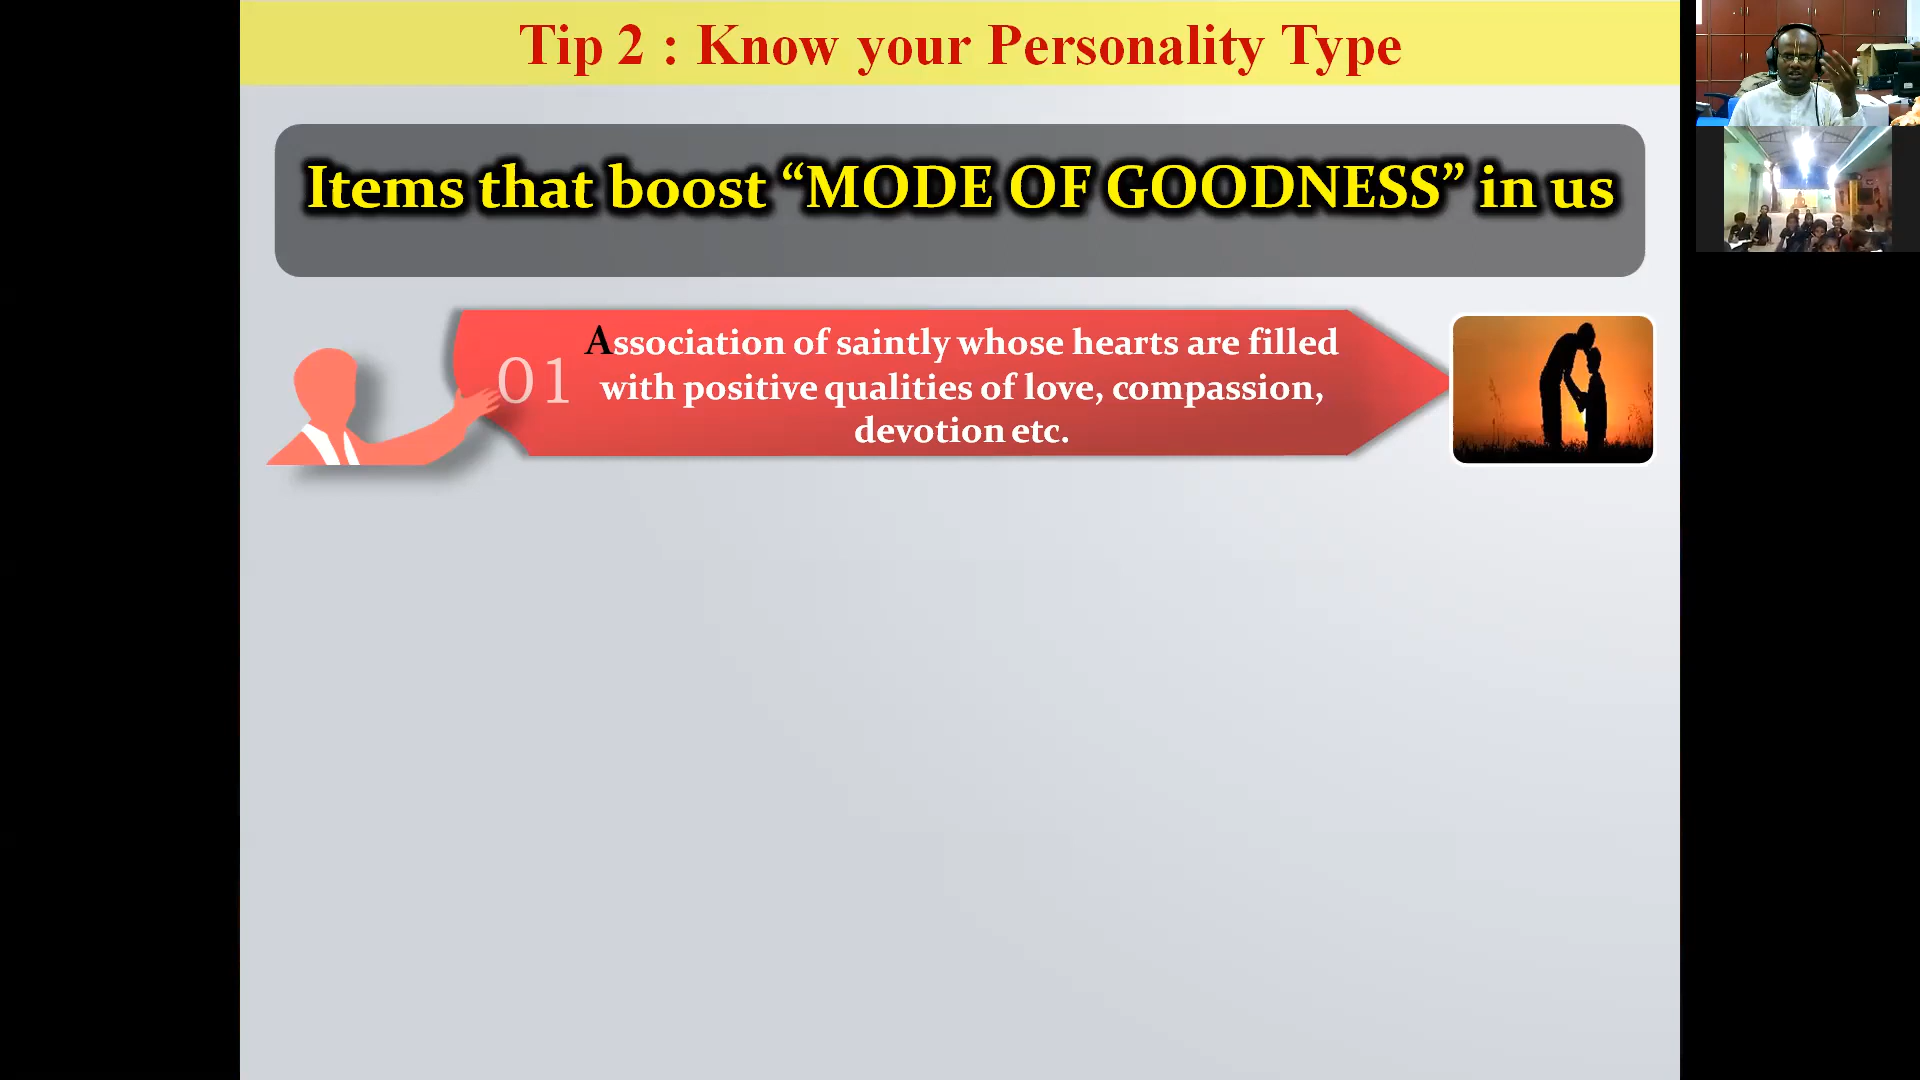 Tip 2 : Know your Personality Type
Items that boost “MODE OF GOODNESS” in us
01
Association of saintly whose hearts are filled
with positive qualities of love, compassion,
devotion etc.